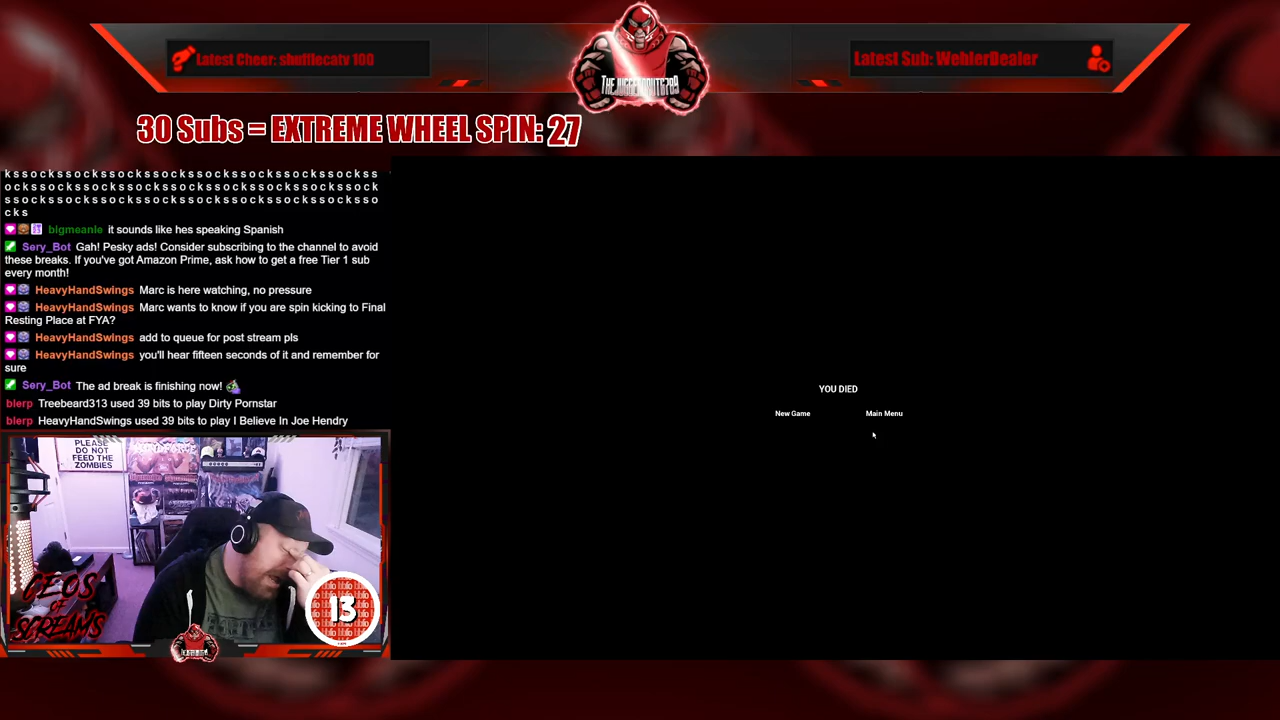 Latest Cheer: shufflecatv 100
THEJUGGERNAUT6789
Latest Sub: WehlerDealer
30 Subs = EXTREME WHEEL SPIN: 27
k s s o c k s s o c k s s o c k s s o c k s s o c k s s o c k s s o c k s s
o c k s s o c k s s o c k s s o c k s s o c k s s o c k s s o c k s s o c k
s s o c k s s o c k s s o c k s s o c k s s o c k s s o c k s s o c k s s o
c k s
bigmeanie it sounds like hes speaking Spanish
Sery_Bot Gah! Pesky ads! Consider subscribing to the channel to avoid
these breaks. If you've got Amazon Prime, ask how to get a free Tier 1 sub
every month!
HeavyHandSwings Marc is here watching, no pressure
HeavyHandSwings Marc wants to know if you are spin kicking to Final
Resting Place at FYA?
HeavyHandSwings add to queue for post stream pls
HeavyHandSwings you'll hear fifteen seconds of it and remember for
sure
Sery_Bot The ad break is finishing now!
blerp Treebeard313 used 39 bits to play Dirty Pornstar
blerp HeavyHandSwings used 39 bits to play I Believe In Joe Hendry
YOU DIED
New Game Main Menu
PLEASE
DO NOT
FEED THE
ZOMBIES
CEOS
OF
SCREAMS
13